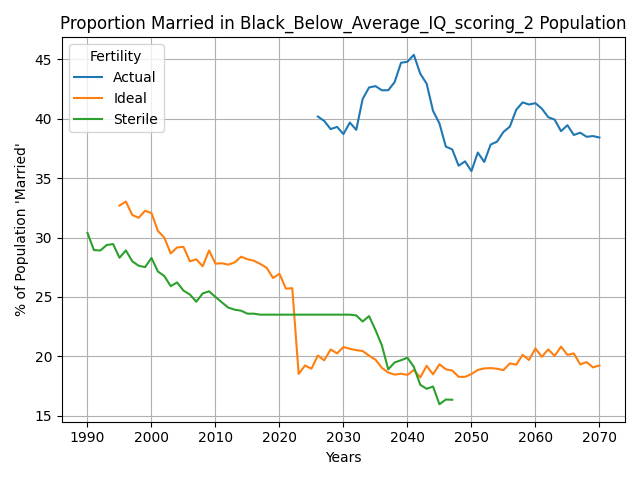 Proportion Married in Black_Below_Average_IQ_scoring_2 Population
Fertility
Actual
Ideal
Sterile
% of Population 'Married'
45
40
35
30
25
20
15
1990
2000
2010
2020
2030
2040
2050
2060
2070
Years